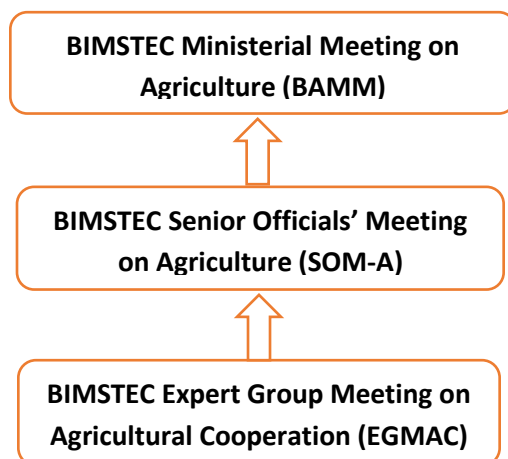 BIMSTEC Ministerial Meeting on
Agriculture (BAMM)
BIMSTEC Senior Officials’ Meeting
on Agriculture (SOM-A)
BIMSTEC Expert Group Meeting on
Agricultural Cooperation (EGMAC)